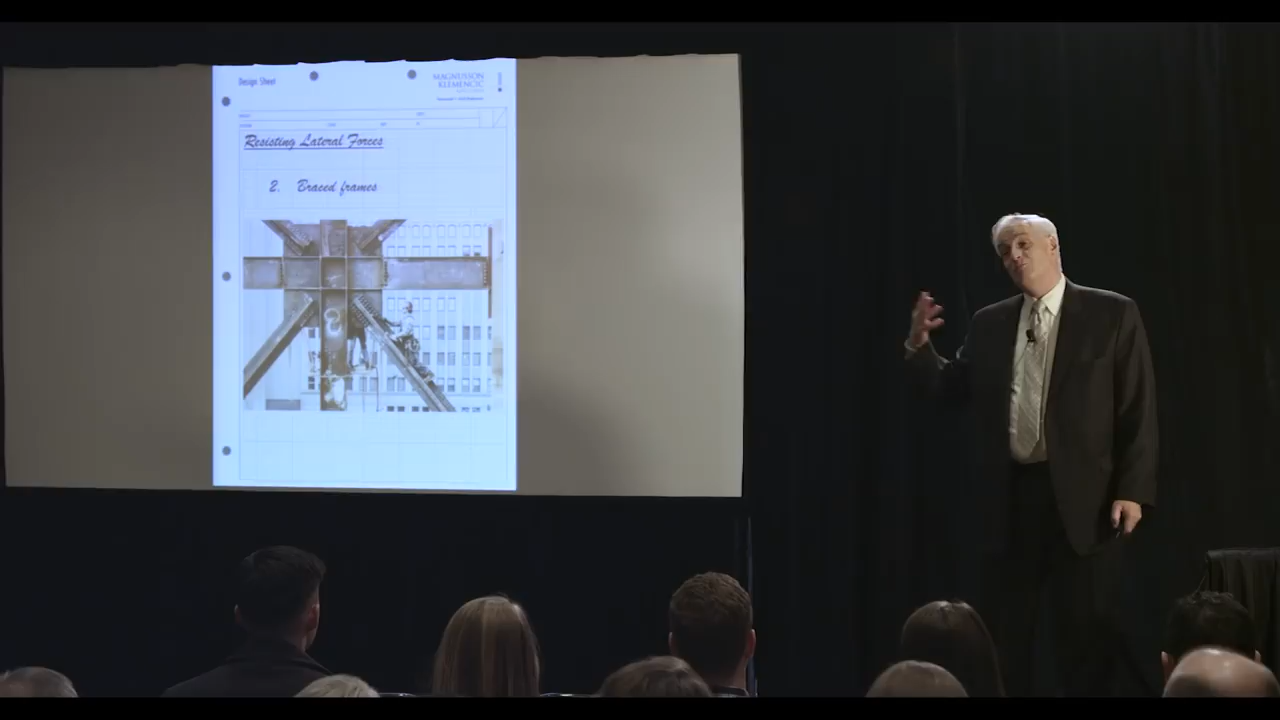 Design Sheet
MAGNUSSON
KLEMENCIC
Resisting Lateral Forces
2. Braced frames